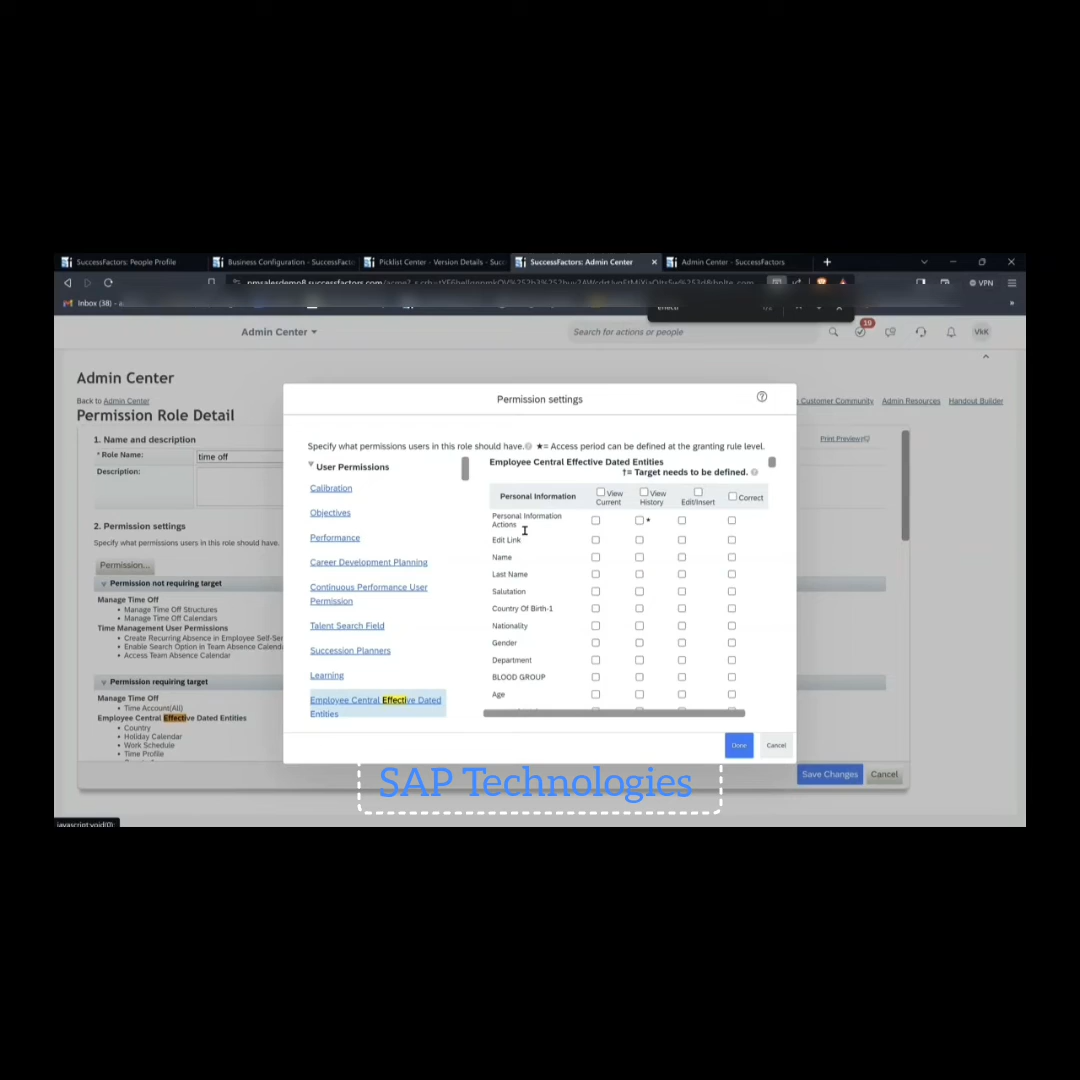 SuccessFactors: People Profile
Business Configuration - SuccessFacto
Picklist Center - Version Details - Succ
SuccessFactors: Admin Center
Admin Center - SuccessFactors
VPN
Inbox (38) - a
Admin Center
Search for actions or people
19
VkK
Admin Center
Back to Admin Center
Customer Community
Admin Resources
Handout Builder
Permission Role Detail
1. Name and description
Print Preview
* Role Name:
time off
Description:
2. Permission settings
Specify what permissions users in this role should have.
Permission...
Permission not requiring target
Manage Time Off
• Manage Time Off Structures
• Manage Time Off Calendars
Time Management User Permissions
• Create Recurring Absence in Employee Self-Ser
• Enable Search Option in Team Absence Calend
• Access Team Absence Calendar
Permission requiring target
Manage Time Off
• Time Account(All)
Employee Central Effective Dated Entities
• Country
• Holiday Calendar
• Work Schedule
• Time Profile
Permission settings
Specify what permissions users in this role should have. ★= Access period can be defined at the granting rule level.
User Permissions
Calibration
Objectives
Performance
Career Development Planning
Continuous Performance User
Permission
Talent Search Field
Succession Planners
Learning
Employee Central Effective Dated
Entities
Employee Central Effective Dated Entities
†= Target needs to be defined.
Personal Information
View Current
View History
Edit/Insert
Correct
Personal Information
Actions
Edit Link
Name
Last Name
Salutation
Country Of Birth-1
Nationality
Gender
Department
BLOOD GROUP
Age
Done
Cancel
Save Changes
Cancel
SAP Technologies
javascript:void(0);